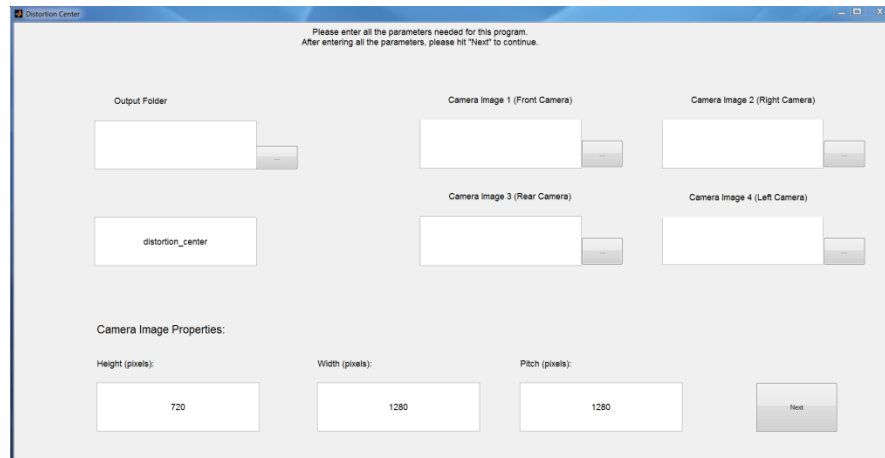 Distortion Center
Please enter all the parameters needed for this program.
After entering all the parameters, please hit "Next" to continue.
Output Folder
Camera Image 1 (Front Camera)
Camera Image 2 (Right Camera)
...
...
...
Camera Image 3 (Rear Camera)
Camera Image 4 (Left Camera)
distortion_center
...
...
Camera Image Properties:
Height (pixels):
Width (pixels):
Pitch (pixels):
720
1280
1280
Next